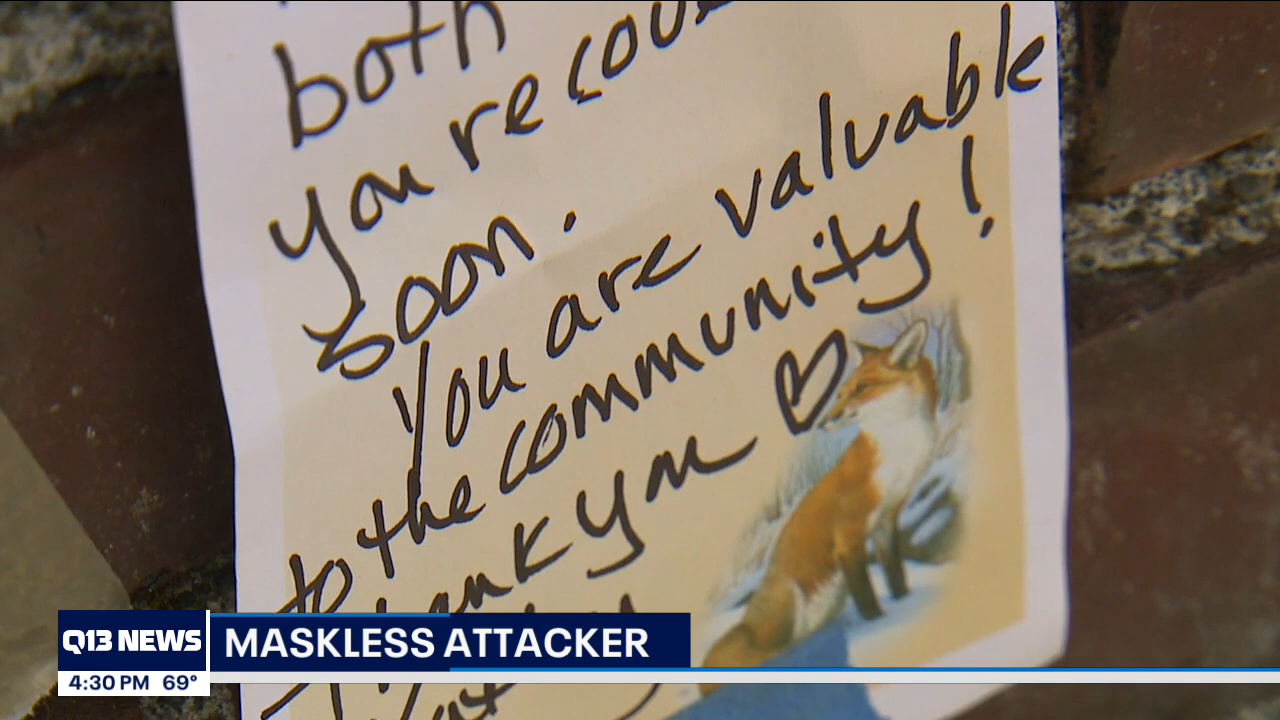 both
you recou
soon.
You are valuable
to the community!
Thank you
Q13 NEWS
MASKLESS ATTACKER
4:30 PM 69°